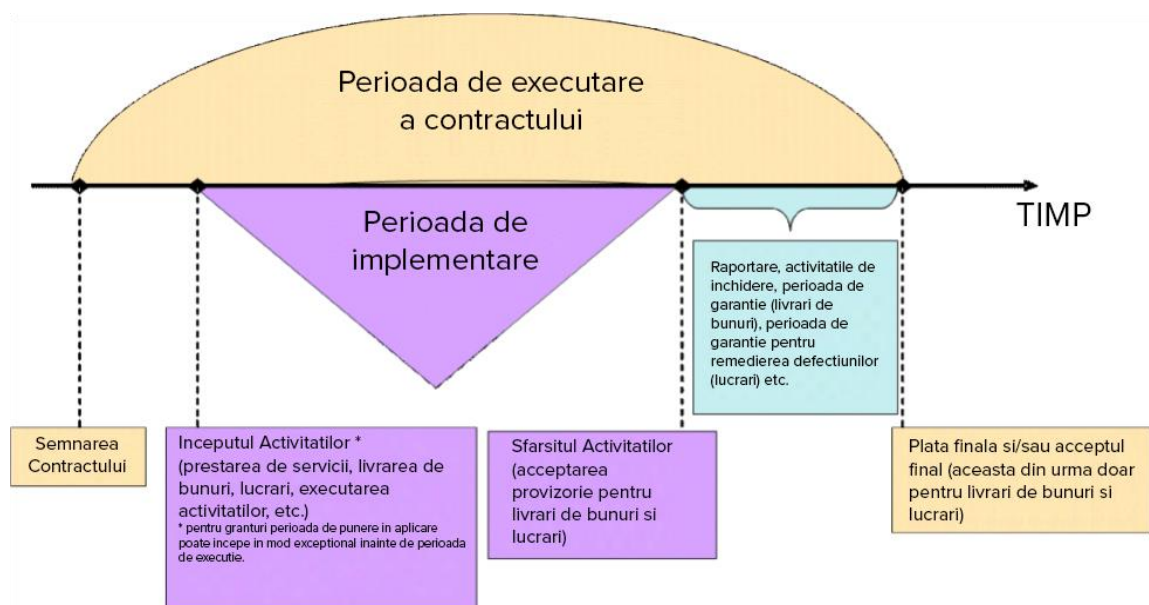 Perioada de executare
a contractului
TIMP
Perioada de
implementare
Raportare, activitatile de
inchidere, perioada de
garantie (livrari de
bunuri), perioada de
garantie pentru
remedierea defectiunilor
(lucrari) etc.
Semnarea
Contractului
Inceputul Activitatilor *
(prestarea de servicii, livrarea de
bunuri, lucrari, executarea
activitatilor, etc.)
* pentru granturi perioada de punere in aplicare
poate incepe in mod exceptional inainte de perioada
de executie.
Sfarsitul Activitatilor
(acceptarea
provizorie pentru
livrari de bunuri si
lucrari)
Plata finala si/sau acceptul
final (aceasta din urma doar
pentru livrari de bunuri si
lucrari)